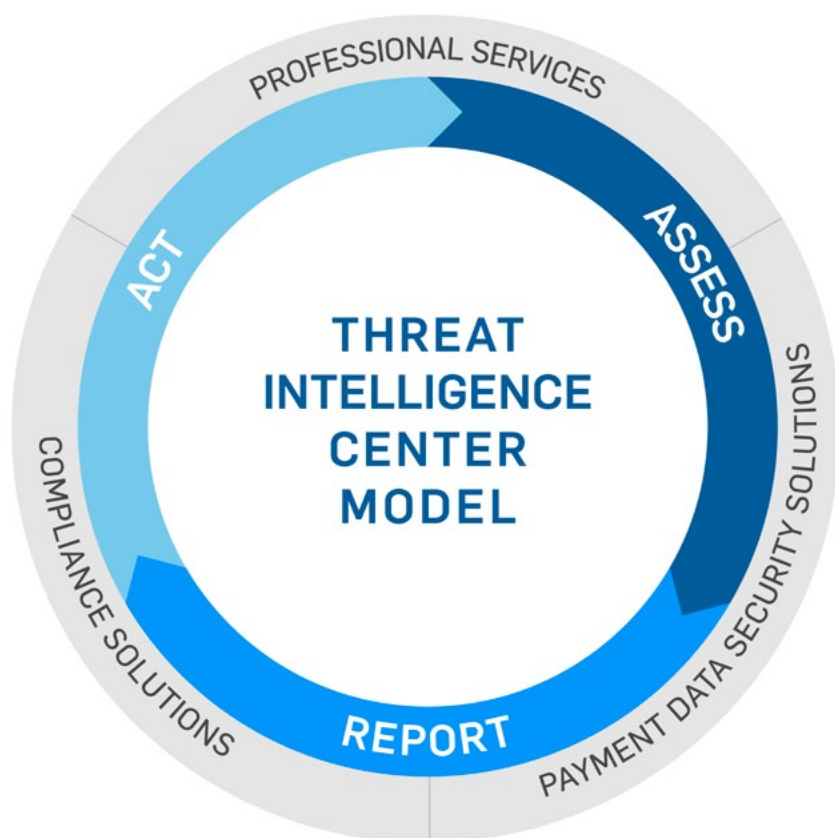 PROFESSIONAL SERVICES
ACT
ASSESS
THREAT
INTELLIGENCE
CENTER
MODEL
COMPLIANCE SOLUTIONS
PAYMENT DATA SECURITY SOLUTIONS
REPORT